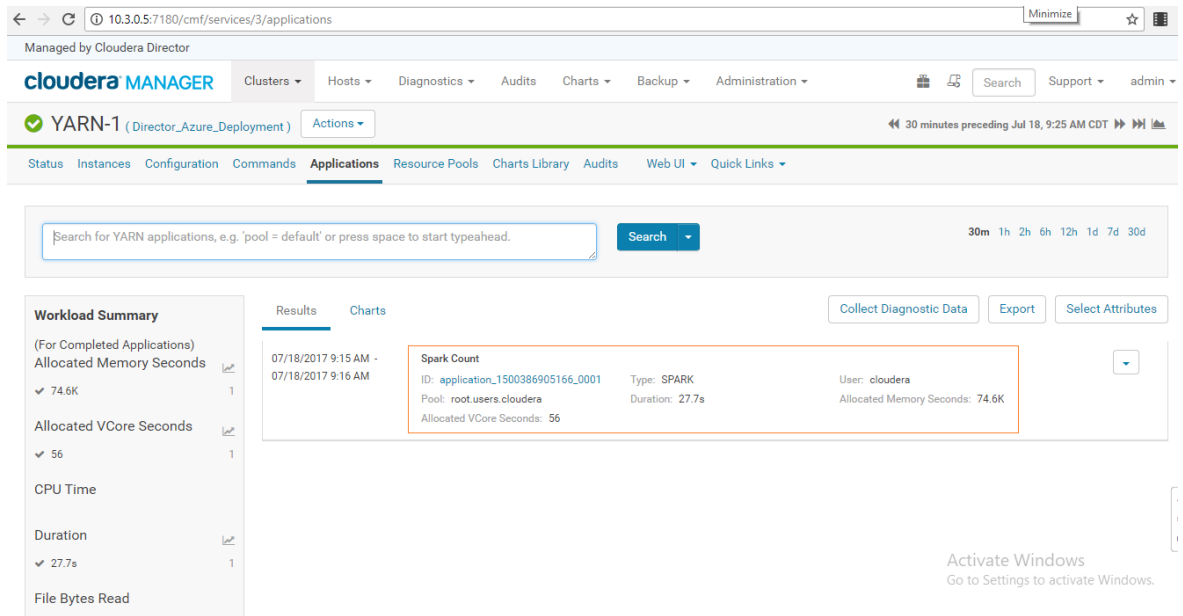 10.3.0.5:7180/cmf/services/3/applications
Minimize
Managed by Cloudera Director
cloudera MANAGER Clusters Hosts Diagnostics Audits Charts Backup Administration Search Support admin
YARN-1 ( Director_Azure_Deployment ) Actions 30 minutes preceding Jul 18, 9:25 AM CDT
Status Instances Configuration Commands Applications Resource Pools Charts Library Audits Web UI Quick Links
Search for YARN applications, e.g. 'pool = default' or press space to start typeahead. Search 30m 1h 2h 6h 12h 1d 7d 30d
Workload Summary
(For Completed Applications)
Allocated Memory Seconds
74.6K 1
Allocated VCore Seconds
56 1
CPU Time
Duration
27.7s 1
File Bytes Read
Results Charts Collect Diagnostic Data Export Select Attributes
07/18/2017 9:15 AM -
07/18/2017 9:16 AM
Spark Count
ID: application_1500386905166_0001 Type: SPARK User: cloudera
Pool: root.users.cloudera Duration: 27.7s Allocated Memory Seconds: 74.6K
Allocated VCore Seconds: 56
Activate Windows
Go to Settings to activate Windows.